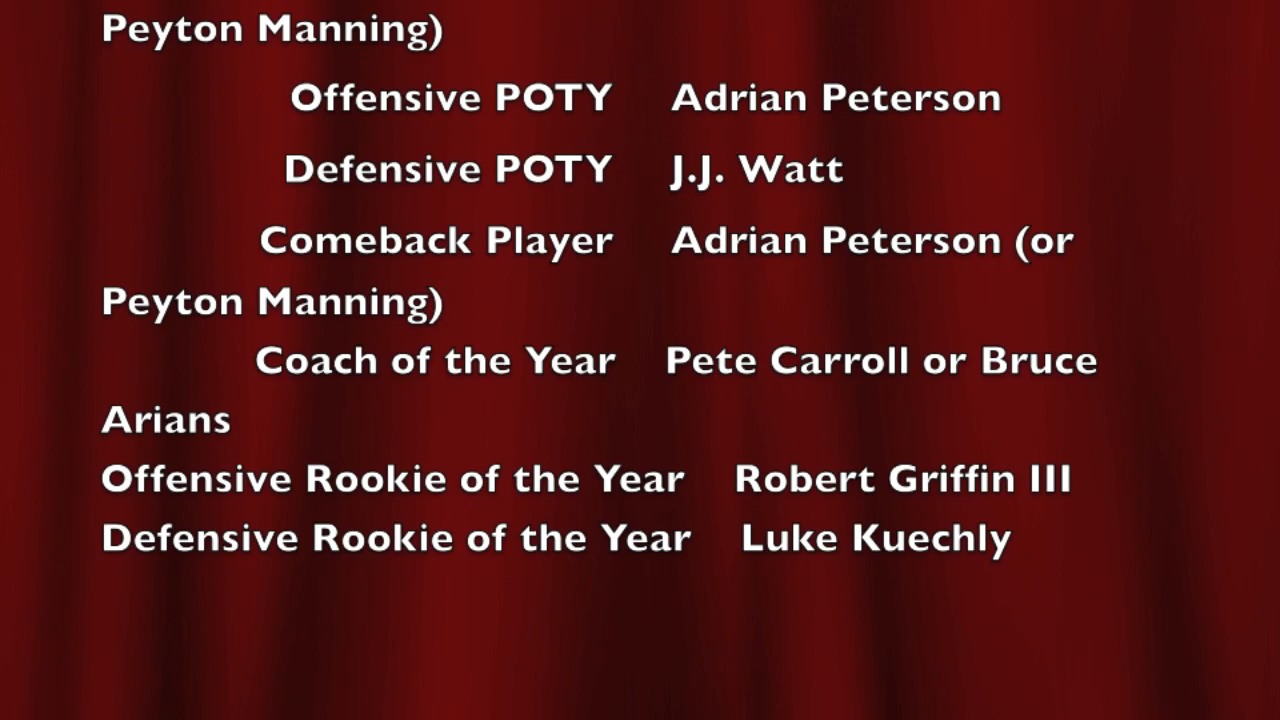 Peyton Manning)
Offensive POTY Adrian Peterson
Defensive POTY J.J. Watt
Comeback Player Adrian Peterson (or
Peyton Manning)
Coach of the Year Pete Carroll or Bruce
Arians
Offensive Rookie of the Year Robert Griffin III
Defensive Rookie of the Year Luke Kuechly